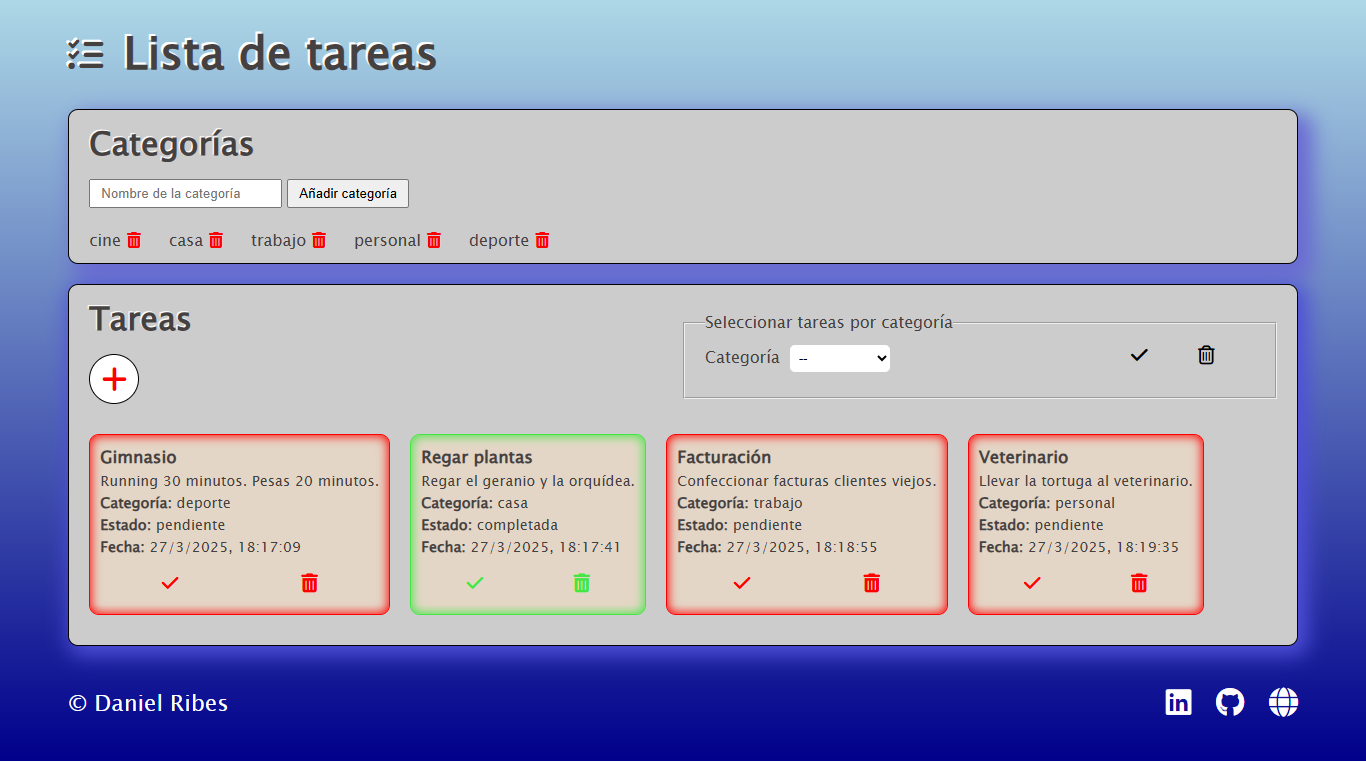 Lista de tareas
Categorías
Nombre de la categoría
Añadir categoría
cine casa trabajo personal deporte
Tareas
Seleccionar tareas por categoría
Categoría --
Gimnasio
Running 30 minutos. Pesas 20 minutos.
Categoría: deporte
Estado: pendiente
Fecha: 27/3/2025, 18:17:09
Regar plantas
Regar el geranio y la orquídea.
Categoría: casa
Estado: completada
Fecha: 27/3/2025, 18:17:41
Facturación
Confeccionar facturas clientes viejos.
Categoría: trabajo
Estado: pendiente
Fecha: 27/3/2025, 18:18:55
Veterinario
Llevar la tortuga al veterinario.
Categoría: personal
Estado: pendiente
Fecha: 27/3/2025, 18:19:35
© Daniel Ribes
in